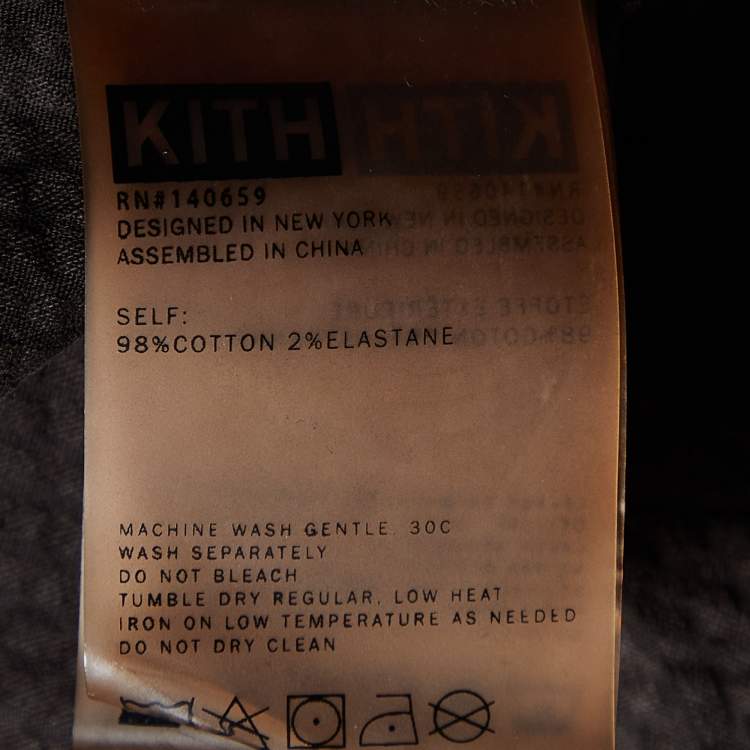 KITH
RN#140659
DESIGNED IN NEW YORK
ASSEMBLED IN CHINA
SELF:
98%COTTON 2%ELASTANE
MACHINE WASH GENTLE 30C
WASH SEPARATELY
DO NOT BLEACH
TUMBLE DRY REGULAR, LOW HEAT
IRON ON LOW TEMPERATURE AS NEEDED
DO NOT DRY CLEAN